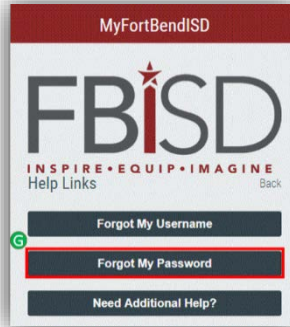 MyFortBendISD
FBISD
INSPIRE•EQUIP•IMAGINE
Help Links
Back
Forgot My Username
G
Forgot My Password
Need Additional Help?